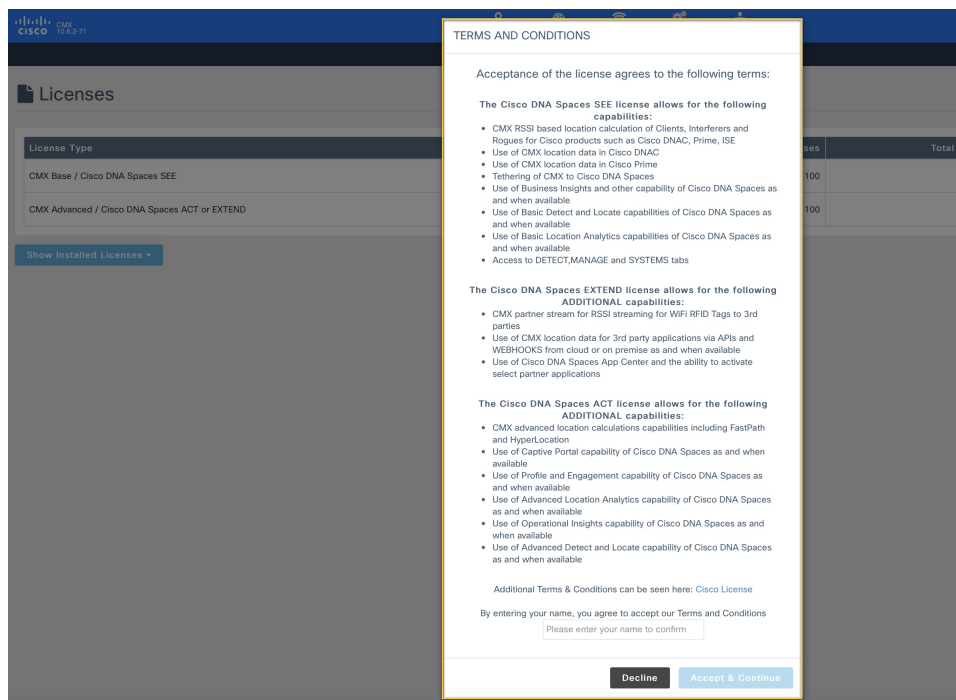 CISCO
CMX
10.6.2-71
Licenses
License Type
ses
Total
CMX Base / Cisco DNA Spaces SEE
100
CMX Advanced / Cisco DNA Spaces ACT or EXTEND
100
Show Installed Licenses
TERMS AND CONDITIONS
Acceptance of the license agrees to the following terms:
The Cisco DNA Spaces SEE license allows for the following
capabilities:
• CMX RSSI based location calculation of Clients, Interferers and
Rogues for Cisco products such as Cisco DNAC, Prime, ISE
• Use of CMX location data in Cisco DNAC
• Use of CMX location data in Cisco Prime
• Tethering of CMX to Cisco DNA Spaces
• Use of Business Insights and other capability of Cisco DNA Spaces as
and when available
• Use of Basic Detect and Locate capabilities of Cisco DNA Spaces as
and when available
• Use of Basic Location Analytics capabilities of Cisco DNA Spaces as
and when available
• Access to DETECT,MANAGE and SYSTEMS tabs
The Cisco DNA Spaces EXTEND license allows for the following
ADDITIONAL capabilities:
• CMX partner stream for RSSI streaming for WiFi RFID Tags to 3rd
parties
• Use of CMX location data for 3rd party applications via APIs and
WEBHOOKS from cloud or on premise as and when available
• Use of Cisco DNA Spaces App Center and the ability to activate
select partner applications
The Cisco DNA Spaces ACT license allows for the following
ADDITIONAL capabilities:
• CMX advanced location calculations capabilities including FastPath
and HyperLocation
• Use of Captive Portal capability of Cisco DNA Spaces as and when
available
• Use of Profile and Engagement capability of Cisco DNA Spaces as
and when available
• Use of Advanced Location Analytics capability of Cisco DNA Spaces
as and when available
• Use of Operational Insights capability of Cisco DNA Spaces as and
when available
• Use of Advanced Detect and Locate capability of Cisco DNA Spaces
as and when available
Additional Terms & Conditions can be seen here: Cisco License
By entering your name, you agree to accept our Terms and Conditions
Please enter your name to confirm
Decline
Accept & Continue